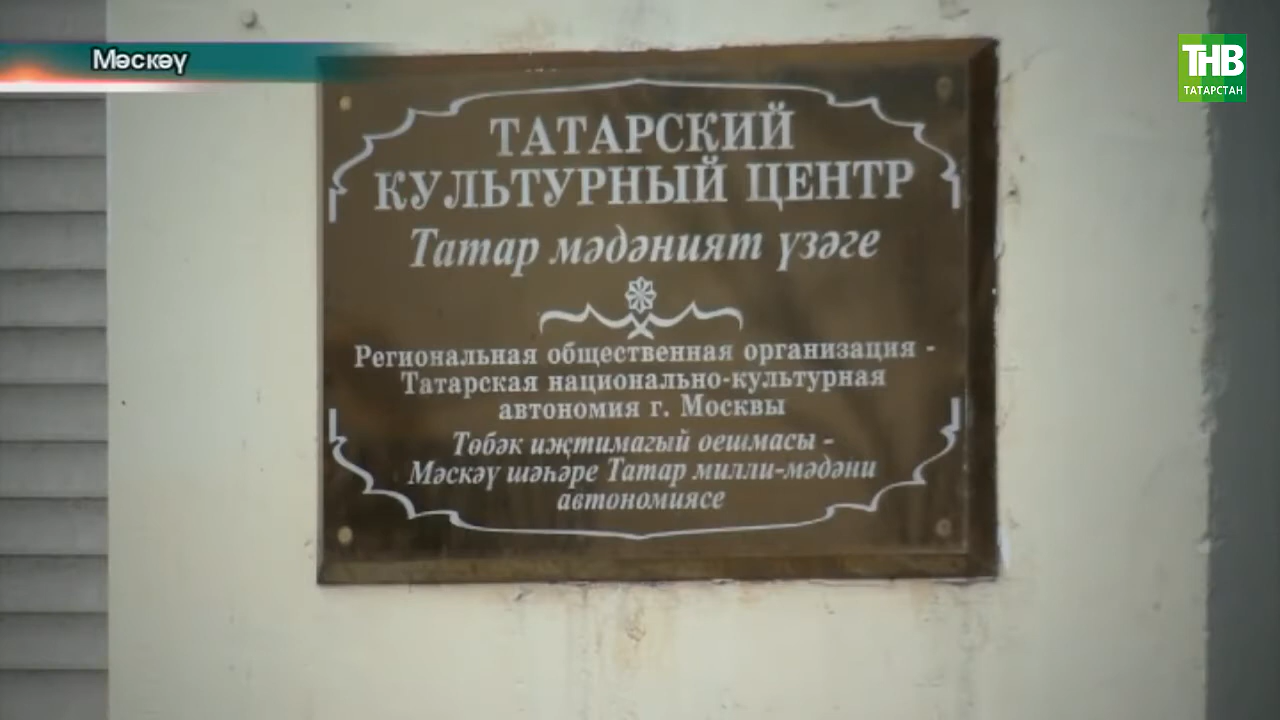 Мәскәү
ТНВ
ТАТАРСТАН
ТАТАРСКИЙ
КУЛЬТУРНЫЙ ЦЕНТР
Татар мәдәният үзәге
Региональная общественная организация -
Татарская национально-культурная
автономия г. Москвы
Төбәк иҗтимагый оешмасы -
Мәскәү шәһәре Татар милли-мәдәни
автономиясе